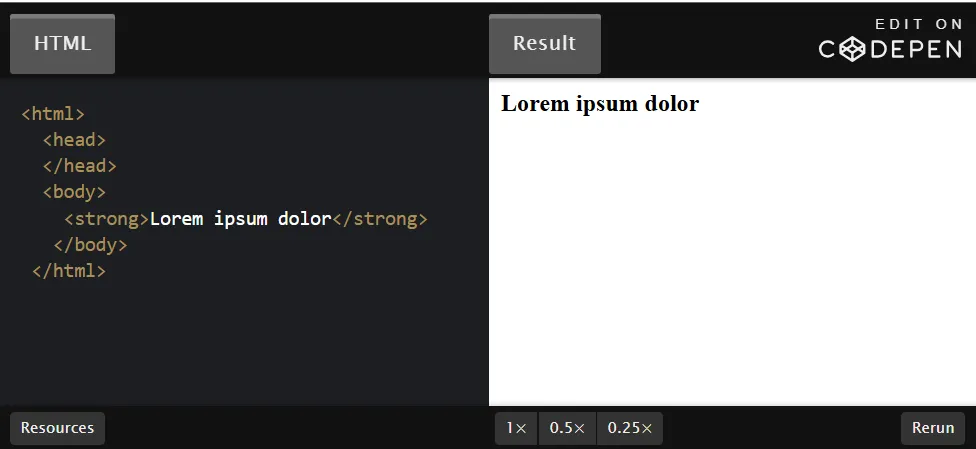 HTML
Result
EDIT ON
CODEPEN
<html>
<head>
</head>
<body>
<strong>Lorem ipsum dolor</strong>
</body>
</html>
Lorem ipsum dolor
Resources
1×
0.5×
0.25×
Rerun